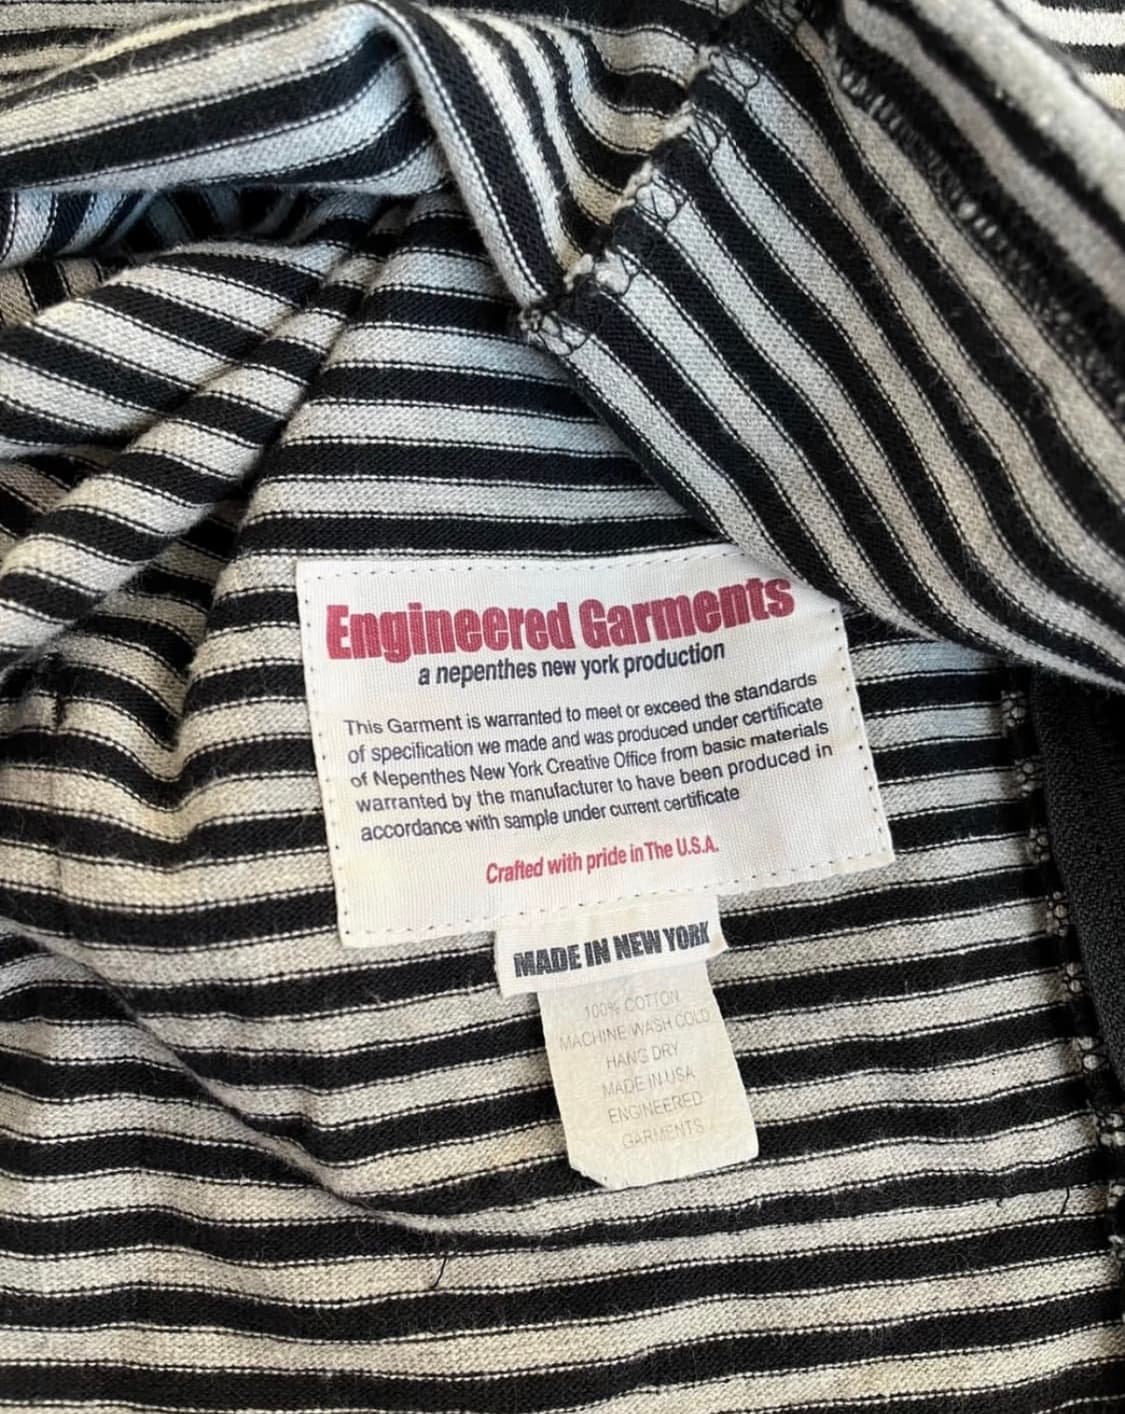 Engineered Garments
a nepenthes new york production
This Garment is warranted to meet or exceed the standards
of specification we made and was produced under certificate
of Nepenthes New York Creative Office from basic materials
warranted by the manufacturer to have been produced in
accordance with sample under current certificate
Crafted with pride in The U.S.A.
MADE IN NEW YORK
100% COTTON
MACHINE WASH COLD
HANG DRY
MADE IN USA
ENGINEERED
GARMENTS